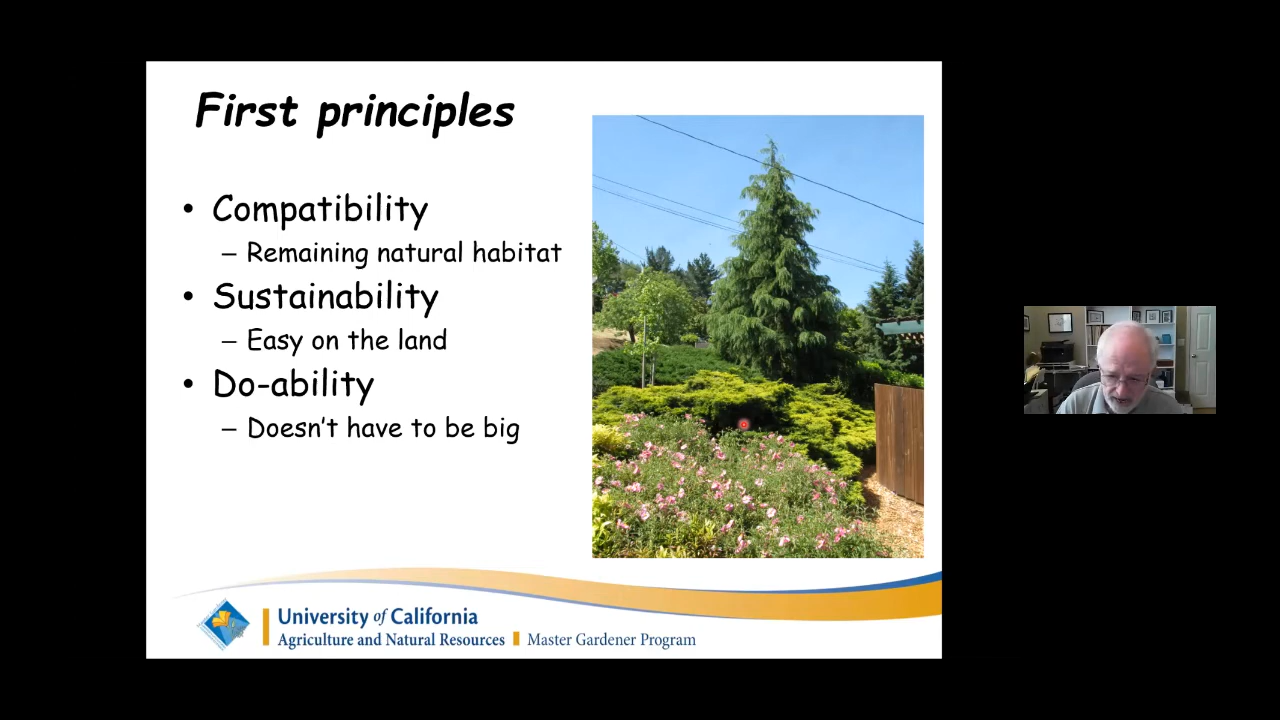 First principles
• Compatibility
– Remaining natural habitat
• Sustainability
– Easy on the land
• Do-ability
– Doesn't have to be big
University of California
Agriculture and Natural Resources Master Gardener Program